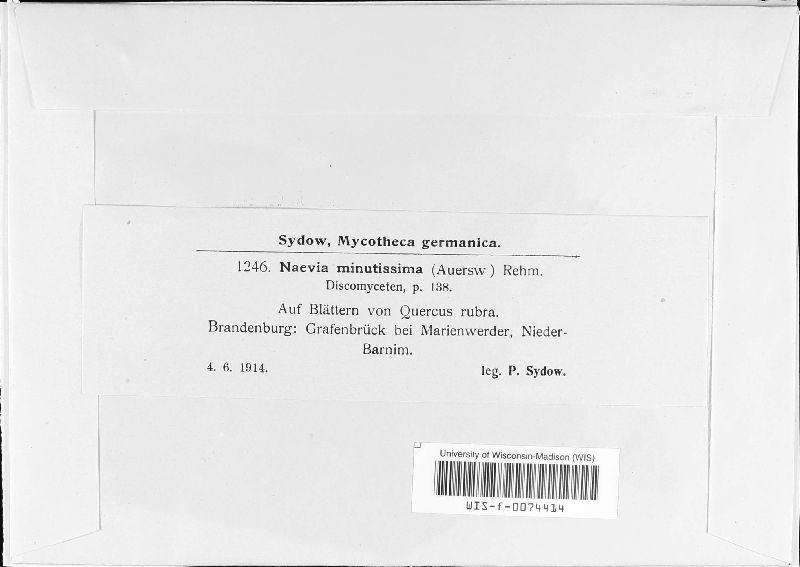 Sydow, Mycotheca germanica.
1246. Naevia minutissima (Auersw) Rehm.
Discomyceten, p. 138.
Auf Blättern von Quercus rubra.
Brandenburg: Grafenbrück bei Marienwerder, Nieder-
Barnim.
4. 6. 1914. leg. P. Sydow.
University of Wisconsin-Madison (WIS)
WIS-f-0074414